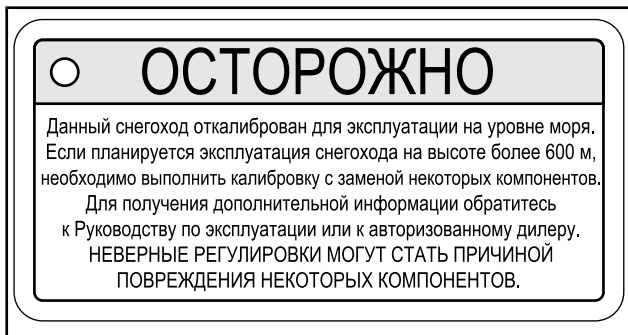 ОСТОРОЖНО
Данный снегоход откалиброван для эксплуатации на уровне моря.
Если планируется эксплуатация снегохода на высоте более 600 м,
необходимо выполнить калибровку с заменой некоторых компонентов.
Для получения дополнительной информации обратитесь
к Руководству по эксплуатации или к авторизованному дилеру.
НЕВЕРНЫЕ РЕГУЛИРОВКИ МОГУТ СТАТЬ ПРИЧИНОЙ
ПОВРЕЖДЕНИЯ НЕКОТОРЫХ КОМПОНЕНТОВ.